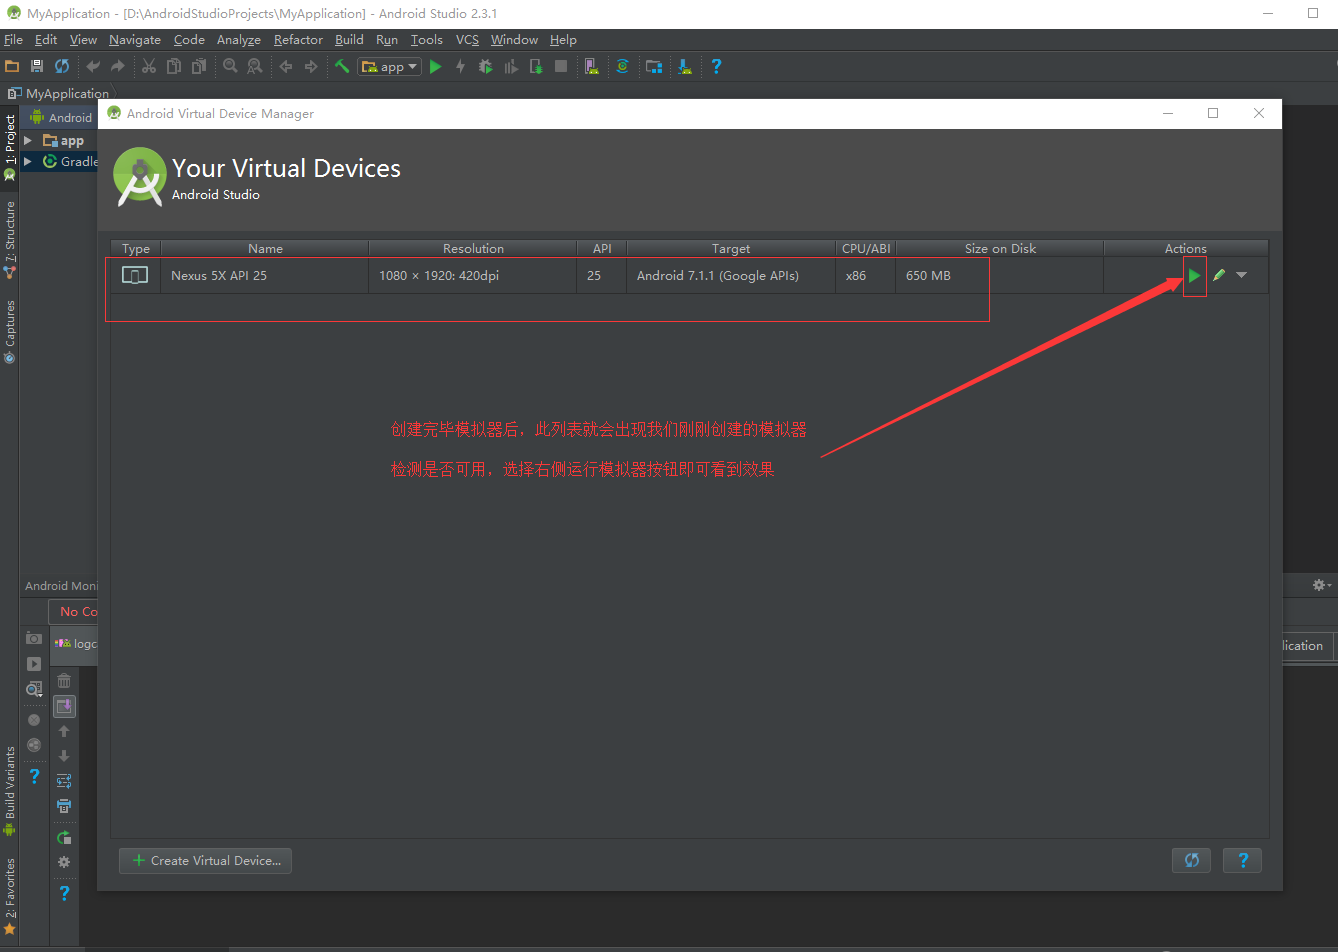 MyApplication - [D:\AndroidStudioProjects\MyApplication] - Android Studio 2.3.1
File Edit View Navigate Code Analyze Refactor Build Run Tools VCS Window Help
app
?
MyApplication
Android Virtual Device Manager
1: Project
Android
app
Gradle
7: Structure
Captures
Build Variants
2: Favorites
Your Virtual Devices
Android Studio
Type Name Resolution API Target CPU/ABI Size on Disk Actions
Nexus 5X API 25 1080 × 1920: 420dpi 25 Android 7.1.1 (Google APIs) x86 650 MB
创建完毕模拟器后，此列表就会出现我们刚刚创建的模拟器
检测是否可用，选择右侧运行模拟器按钮即可看到效果
Android Moni
No Co
logc
lication
?
?
Create Virtual Device...
?